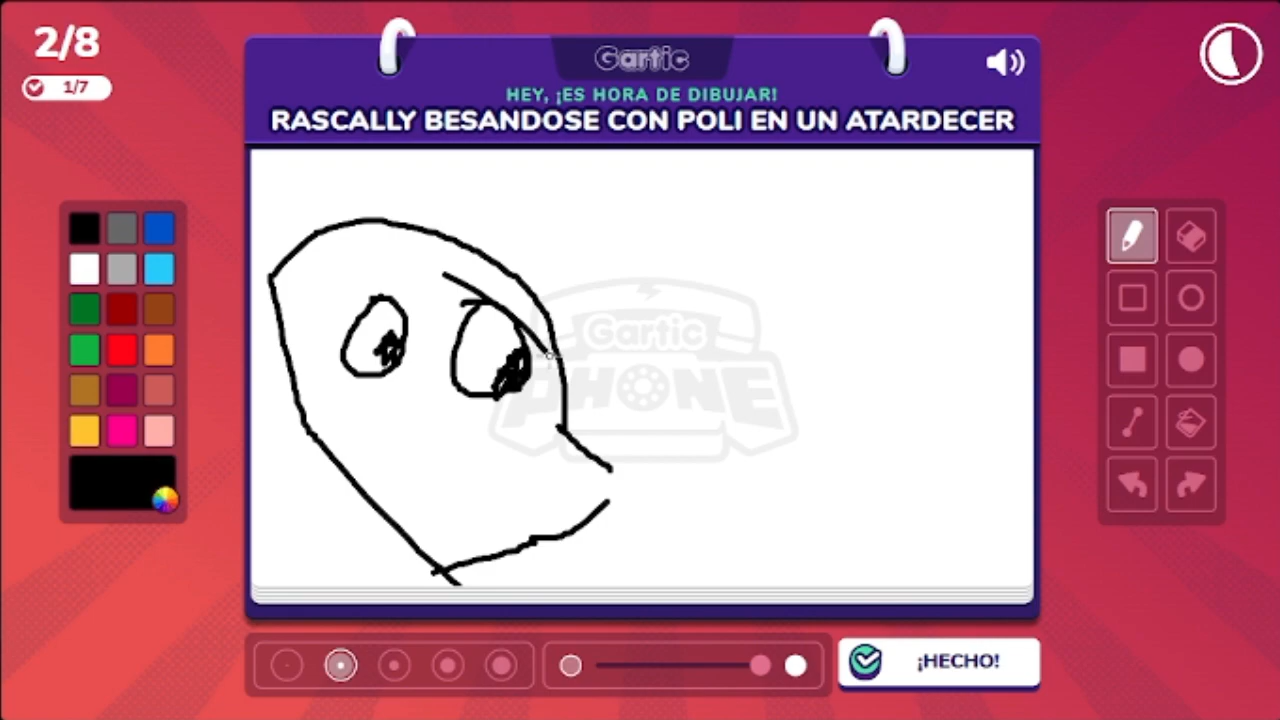 2/8
1/7
Gartic
HEY, ¡ES HORA DE DIBUJAR!
RASCALLY BESANDOSE CON POLI EN UN ATARDECER
Gartic
PHONE
¡HECHO!